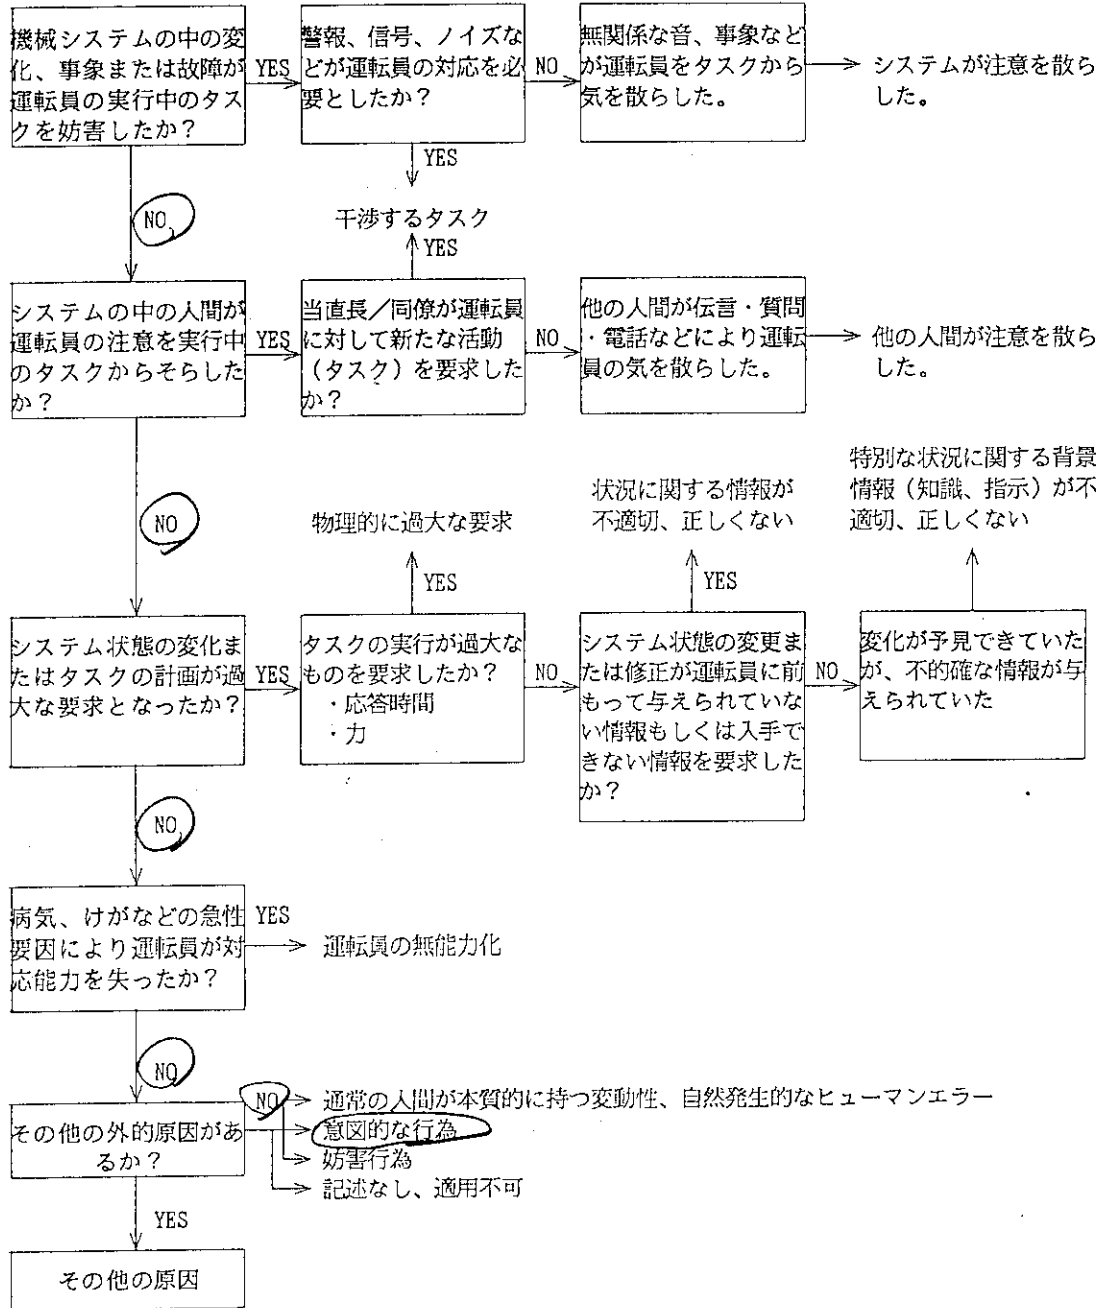 機械システムの中の変
化、事象または故障が
運転員の実行中のタス
クを妨害したか？
YES
警報、信号、ノイズな
どが運転員の対応を必
要としたか？
NO
無関係な音、事象など
が運転員をタスクから
気を散らした。
システムが注意を散ら
した。
YES
NO
干渉するタスク
YES
システムの中の人間が
運転員の注意を実行中
のタスクからそらした
か？
YES
当直長／同僚が運転員
に対して新たな活動
（タスク）を要求した
か？
NO
他の人間が伝言・質問
・電話などにより運転
員の気を散らした。
他の人間が注意を散ら
した。
NO
物理的に過大な要求
状況に関する情報が
不適切、正しくない
特別な状況に関する背景
情報（知識、指示）が不
適切、正しくない
YES
YES
システム状態の変化ま
たはタスクの計画が過
大な要求となったか？
YES
タスクの実行が過大な
ものを要求したか？
・応答時間
・力
NO
システム状態の変更ま
たは修正が運転員に前
もって与えられていな
い情報もしくは入手で
きない情報を要求した
か？
NO
変化が予見できていた
が、不的確な情報が与
えられていた
NO
病気、けがなどの急性
要因により運転員が対
応能力を失ったか？
YES
運転員の無能力化
NO
その他の外的原因があ
るか？
NO
通常の人間が本質的に持つ変動性、自然発生的なヒューマンエラー
意図的な行為
妨害行為
記述なし、適用不可
YES
その他の原因